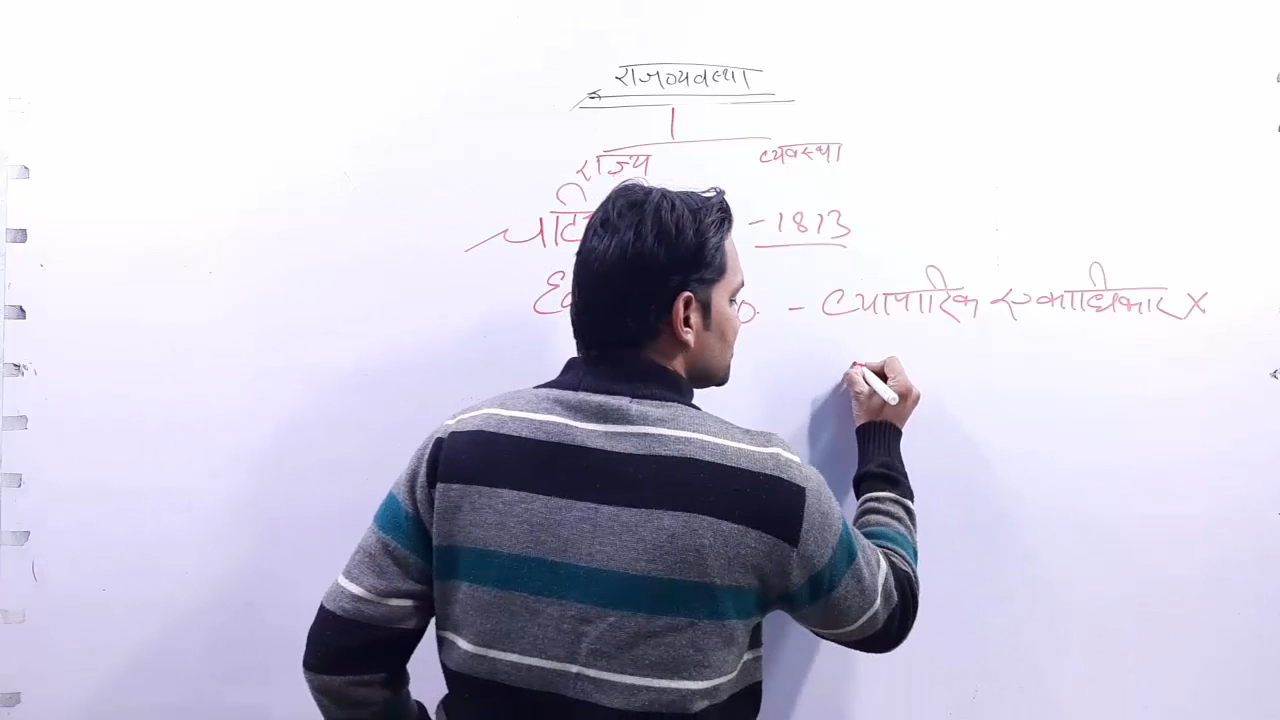 राजव्यवस्था
राज्य व्यवस्था
- 1813
- व्यापारिक एकाधिकार X